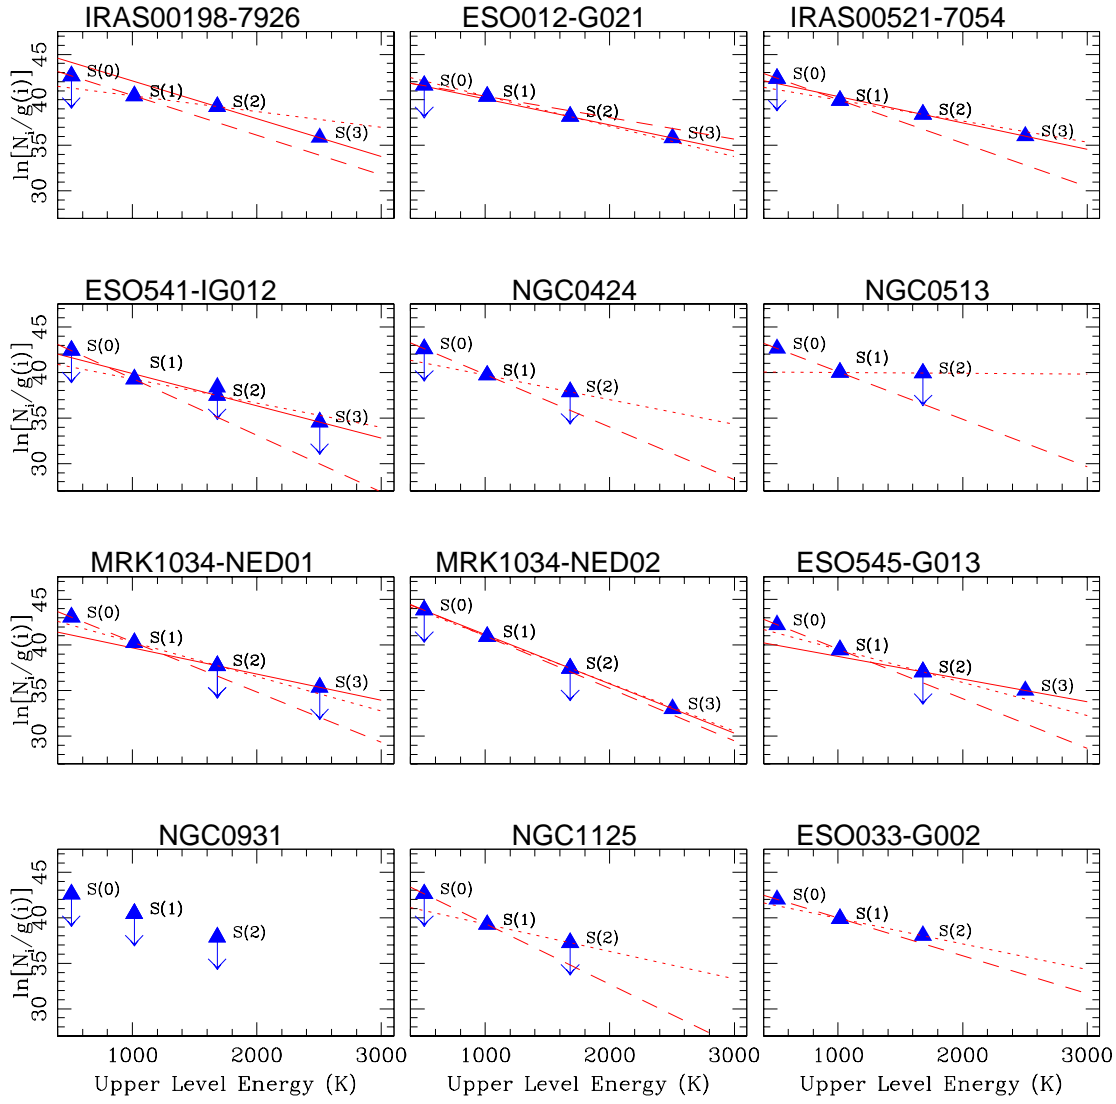 IRAS00198-7926 ESO012-G021 IRAS00521-7054
ln[N_i/g(i)]
45
40
35
30
S(0) S(1) S(2) S(3)
S(0) S(1) S(2) S(3)
S(0) S(1) S(2) S(3)
ESO541-IG012 NGC0424 NGC0513
ln[N_i/g(i)]
45
40
35
30
S(0) S(1) S(2) S(3)
S(0) S(1) S(2)
S(0) S(1) S(2)
MRK1034-NED01 MRK1034-NED02 ESO545-G013
ln[N_i/g(i)]
45
40
35
30
S(0) S(1) S(2) S(3)
S(0) S(1) S(2) S(3)
S(0) S(1) S(2) S(3)
NGC0931 NGC1125 ESO033-G002
ln[N_i/g(i)]
45
40
35
30
S(0) S(1) S(2)
S(0) S(1) S(2)
S(0) S(1) S(2)
1000 2000 3000 1000 2000 3000 1000 2000 3000
Upper Level Energy (K) Upper Level Energy (K) Upper Level Energy (K)